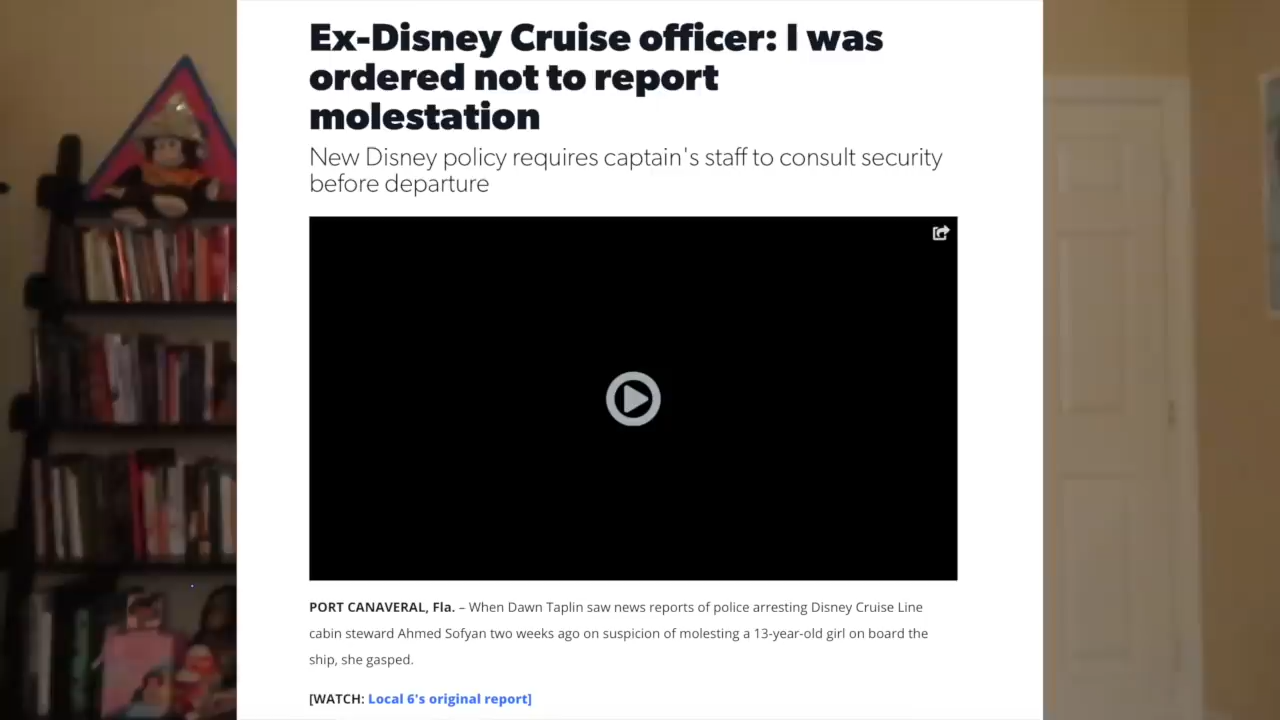 Ex-Disney Cruise officer: I was
ordered not to report
molestation
New Disney policy requires captain's staff to consult security
before departure
PORT CANAVERAL, Fla. – When Dawn Taplin saw news reports of police arresting Disney Cruise Line
cabin steward Ahmed Sofyan two weeks ago on suspicion of molesting a 13-year-old girl on board the
ship, she gasped.
[WATCH: Local 6's original report]